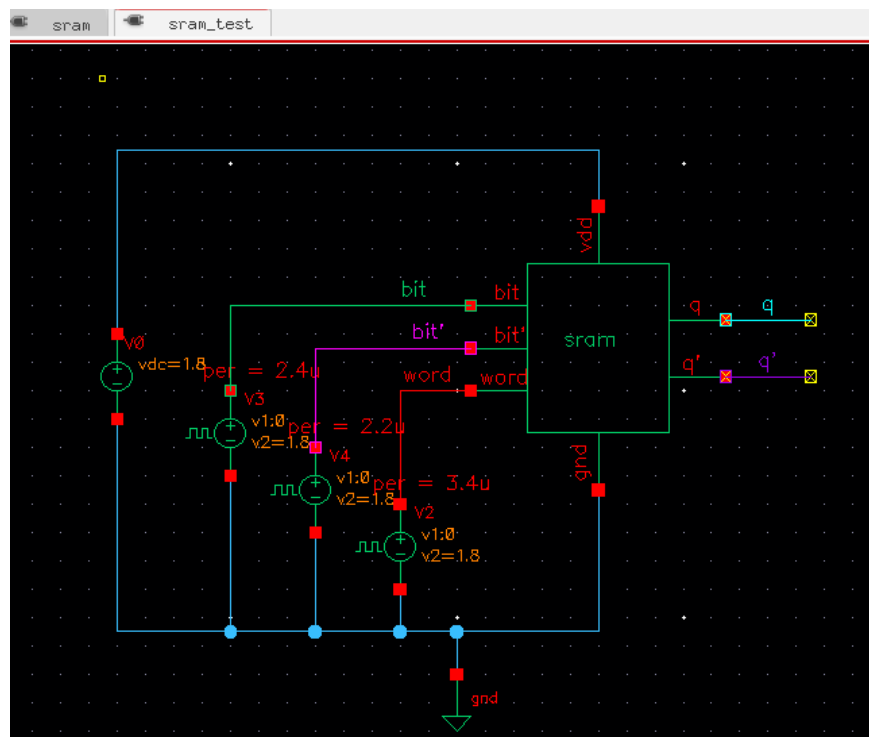 sram
sram_test
vdd
bit
bit
bit'
bit'
word
word
sram
q
q
q'
q'
gnd
V0
vdc=1.8
per = 2.4u
V3
v1:0
v2=1.8
per = 2.2u
V4
v1:0
v2=1.8
per = 3.4u
V2
v1:0
v2=1.8
gnd